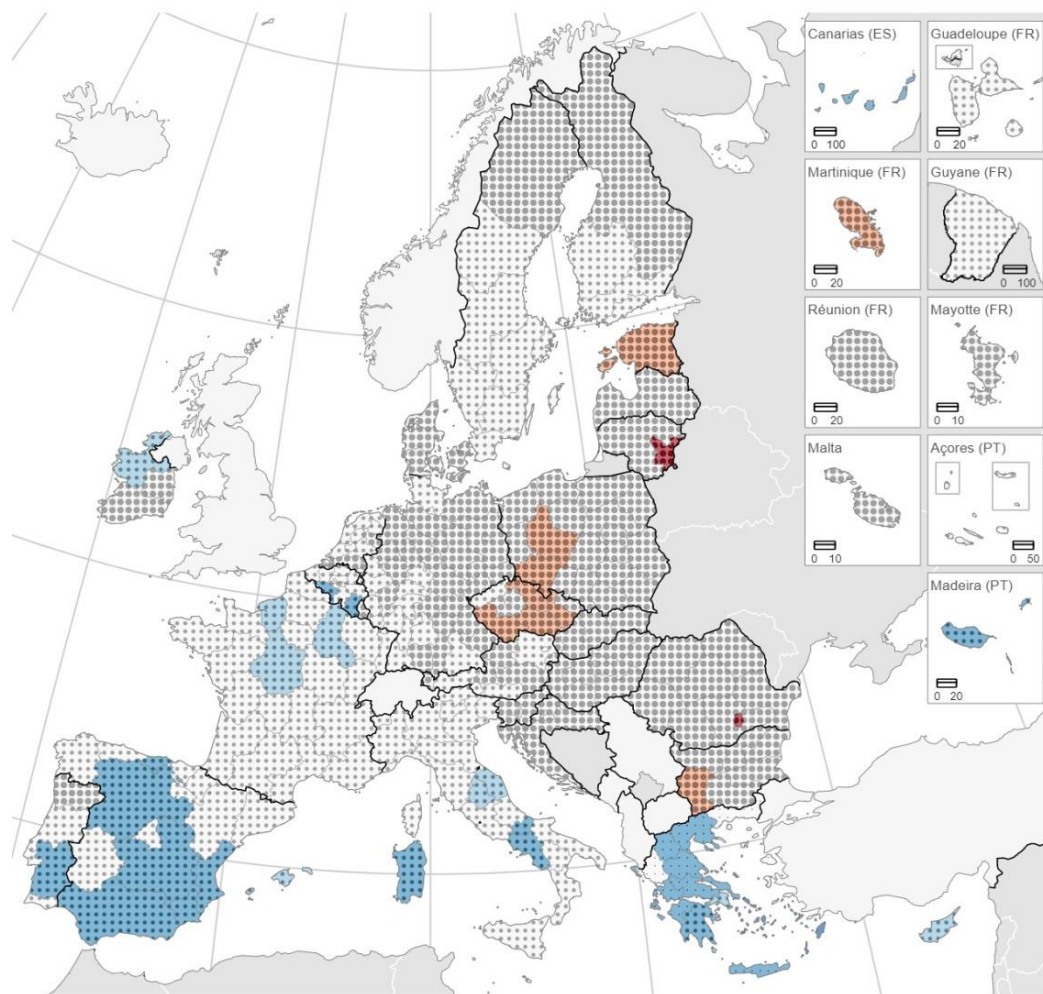 Canarias (ES)
0 100
Guadeloupe (FR)
0 20
Martinique (FR)
0 20
Guyane (FR)
0 100
Réunion (FR)
0 20
Mayotte (FR)
0 10
Malta
0 10
Açores (PT)
0 50
Madeira (PT)
0 20